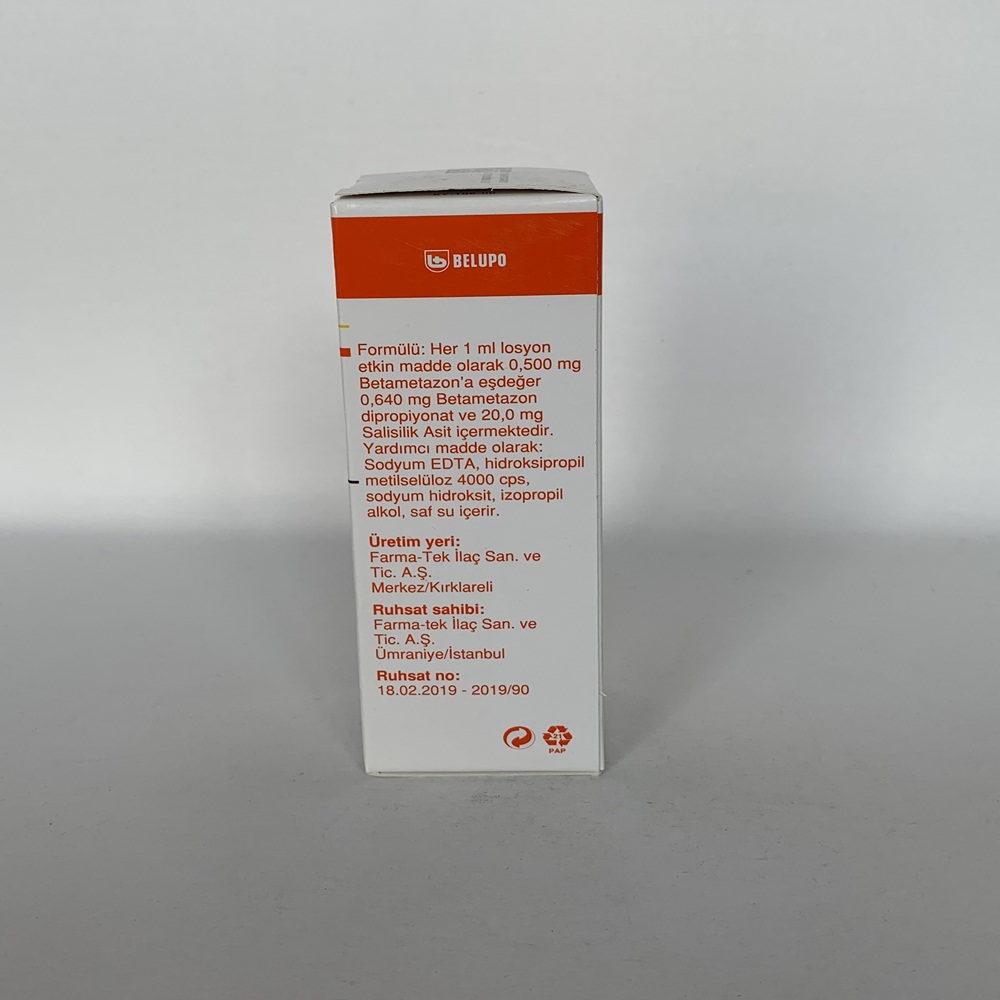 BELUPO
Formülü: Her 1 ml losyon
etkin madde olarak 0,500 mg
Betametazon'a eşdeğer
0,640 mg Betametazon
dipropiyonat ve 20,0 mg
Salisilik Asit içermektedir.
Yardımcı madde olarak:
Sodyum EDTA, hidroksipropil
metilselüloz 4000 cps,
sodyum hidroksit, izopropil
alkol, saf su içerir.
Üretim yeri:
Farma-Tek İlaç San. ve
Tic. A.Ş.
Merkez/Kırklareli
Ruhsat sahibi:
Farma-tek İlaç San. ve
Tic. A.Ş.
Ümraniye/İstanbul
Ruhsat no:
18.02.2019 - 2019/90
21
PAP